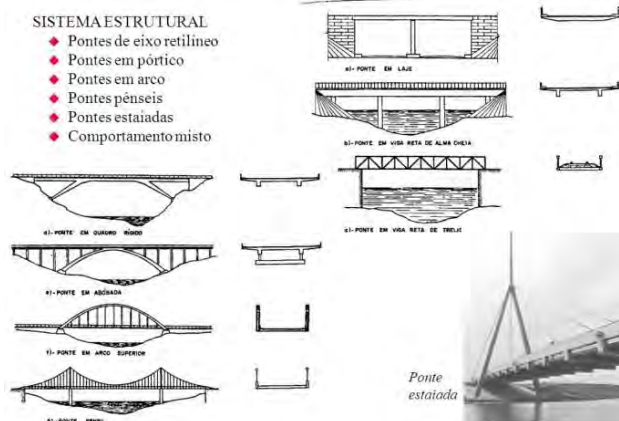 SISTEMA ESTRUTURAL
Pontes de eixo retilíneo
Pontes em pórtico
Pontes em arco
Pontes pênseis
Pontes estaiadas
Comportamento misto
a)- PONTE EM LAJE
b)- PONTE EM VIGA RETA DE ALMA CHEIA
c)- PONTE EM VIGA RETA DE TRELIÇ
d)- PONTE EM QUADRO RÍGIDO
e)- PONTE EM ABÓBADA
f)- PONTE EM ARCO SUPERIOR
Ponte
estaiada